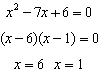 x² − 7x + 6 = 0
(x − 6)(x − 1) = 0
x = 6   x = 1